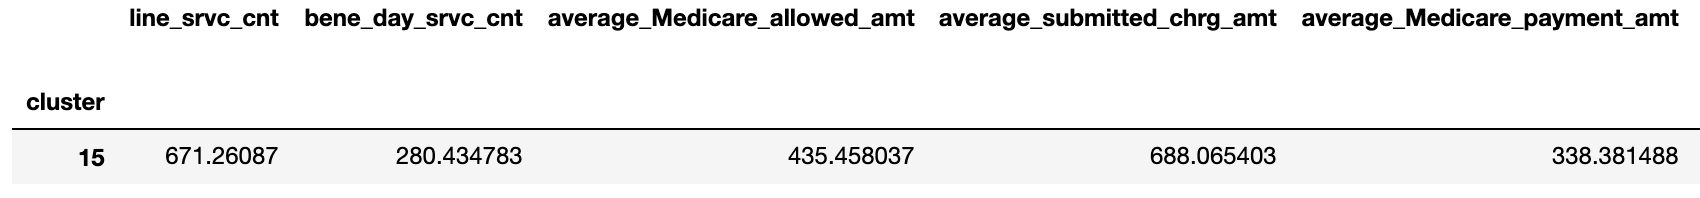 line_srvc_cnt bene_day_srvc_cnt average_Medicare_allowed_amt average_submitted_chrg_amt average_Medicare_payment_amt
cluster
15 671.26087 280.434783 435.458037 688.065403 338.381488